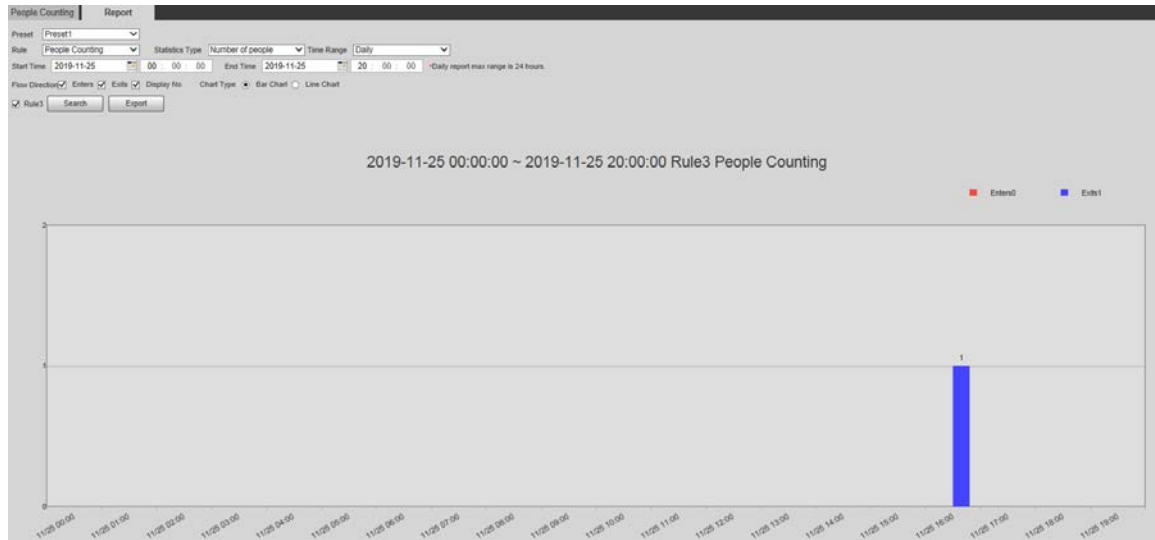 People Counting Report
Preset Preset1
Rule People Counting Statistics Type Number of people Time Range Daily
Start Time 2019-11-25 00 : 00 : 00 End Time 2019-11-25 20 : 00 : 00 *Daily report max range is 24 hours.
Flow Direction Enters Exits Display No. Chart Type Bar Chart Line Chart
Rule3 Search Export
2019-11-25 00:00:00 ~ 2019-11-25 20:00:00 Rule3 People Counting
Enters0 Exits1
2
1
1
0
11/25 00:00 11/25 01:00 11/25 02:00 11/25 03:00 11/25 04:00 11/25 05:00 11/25 06:00 11/25 07:00 11/25 08:00 11/25 09:00 11/25 10:00 11/25 11:00 11/25 12:00 11/25 13:00 11/25 14:00 11/25 15:00 11/25 16:00 11/25 17:00 11/25 18:00 11/25 19:00